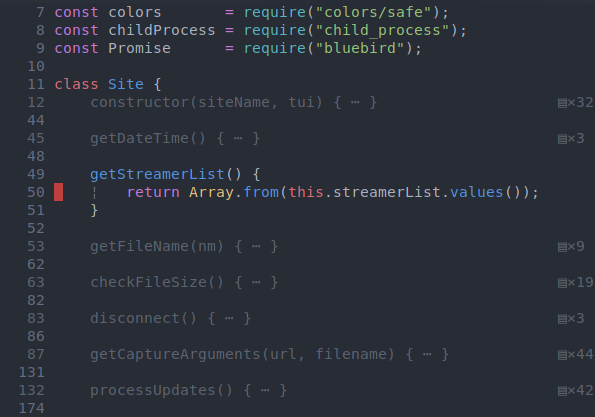 7 const colors       = require("colors/safe");
8 const childProcess = require("child_process");
9 const Promise      = require("bluebird");
10
11 class Site {
12     constructor(siteName, tui) { ⋯ } ▤×32
44
45     getDateTime() { ⋯ } ▤×3
48
49     getStreamerList() {
50     ¦   return Array.from(this.streamerList.values());
51     }
52
53     getFileName(nm) { ⋯ } ▤×9
62
63     checkFileSize() { ⋯ } ▤×19
82
83     disconnect() { ⋯ } ▤×3
86
87     getCaptureArguments(url, filename) { ⋯ } ▤×44
131
132     processUpdates() { ⋯ } ▤×42
174